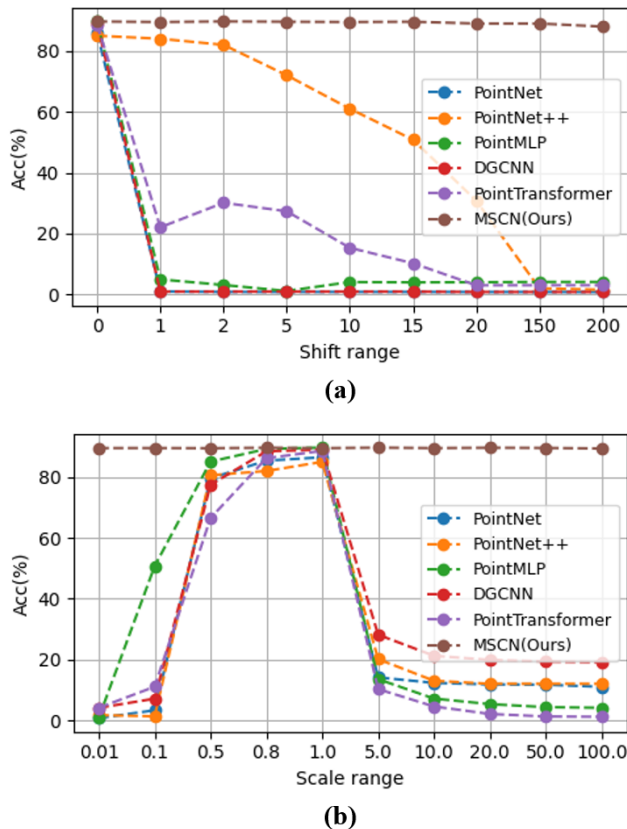 80
60
40
20
0
Acc(%)
PointNet
PointNet++
PointMLP
DGCNN
PointTransformer
MSCN(Ours)
0 1 2 5 10 15 20 150 200
Shift range
(a)
80
60
40
20
0
Acc(%)
PointNet
PointNet++
PointMLP
DGCNN
PointTransformer
MSCN(Ours)
0.01 0.1 0.5 0.8 1.0 5.0 10.0 20.0 50.0 100.0
Scale range
(b)